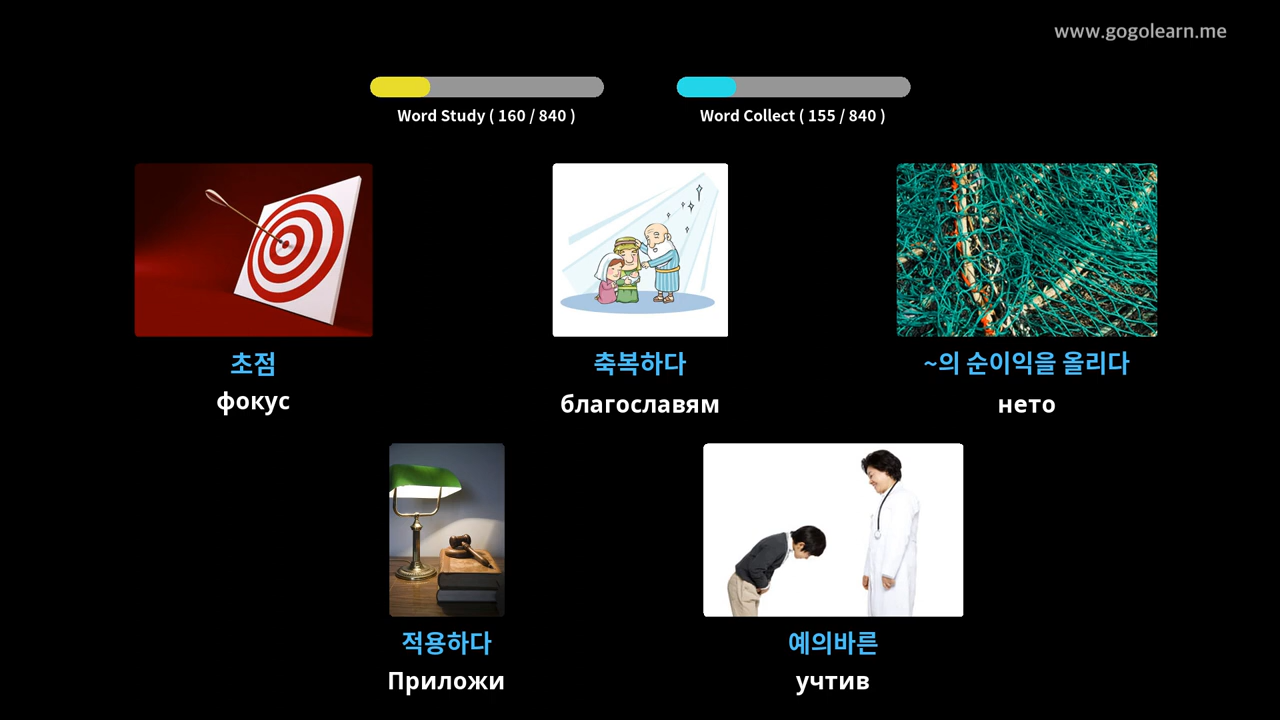 www.gogolearn.me
Word Study ( 160 / 840 )
Word Collect ( 155 / 840 )
초점
фокус
축복하다
благославям
~의 순이익을 올리다
нето
적용하다
Приложи
예의바른
учтив